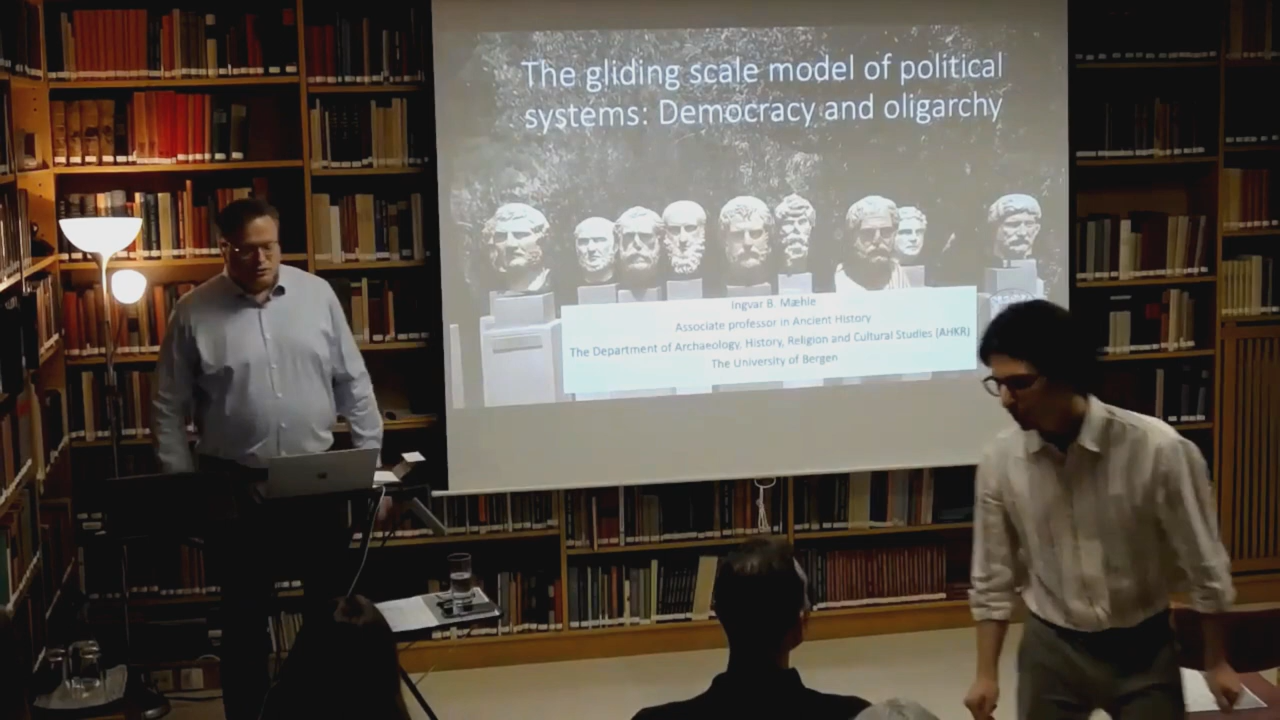 The gliding scale model of political
systems: Democracy and oligarchy
Ingvar B. Mæhle
Associate professor in Ancient History
The Department of Archaeology, History, Religion and Cultural Studies (AHKR)
The University of Bergen